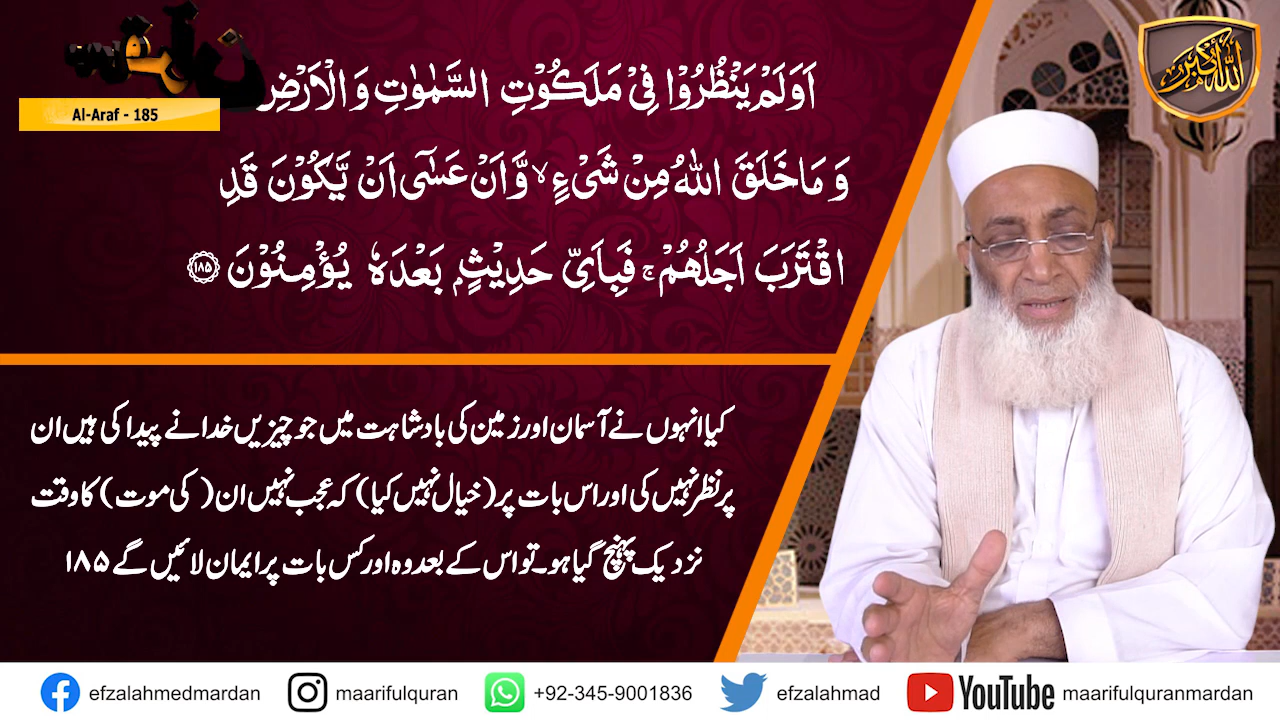 Al-Araf - 185
اَوَلَمْ يَنْظُرُوْا فِیْ مَلَكُوْتِ السَّمٰوٰتِ وَالْاَرْضِ
وَ مَا خَلَقَ اللّٰهُ مِنْ شَیْءٍ ۙ وَّاَنْ عَسٰۤى اَنْ يَّكُوْنَ قَدِ
اقْتَرَبَ اَجَلُهُمْ ۚ فَبِاَیِّ حَدِيْثٍۭ بَعْدَهٗ يُؤْمِنُوْنَ ۱۸۵
کیا انہوں نے آسمان اور زمین کی بادشاہت میں جو چیزیں خدا نے پیدا کی ہیں ان
پر نظر نہیں کی اور اس بات پر (خیال نہیں کیا) کہ عجب نہیں ان (کی موت) کا وقت
نزدیک پہنچ گیا ہو۔ تو اس کے بعد وہ اور کس بات پر ایمان لائیں گے ۱۸۵
الله أكبر
efzalahmedmardan maarifulquran +92-345-9001836 efzalahmad YouTube maarifulquranmardan